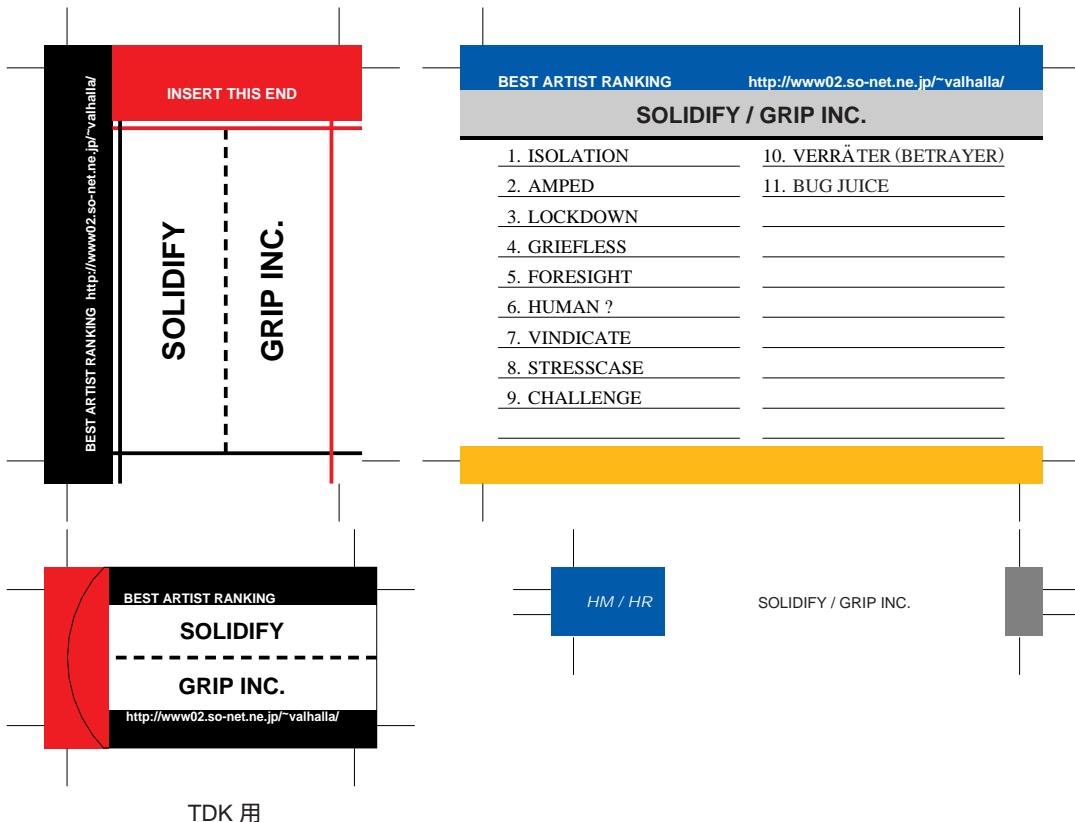 BEST ARTIST RANKING http://www02.so-net.ne.jp/~valhalla/
INSERT THIS END
SOLIDIFY
GRIP INC.
BEST ARTIST RANKING http://www02.so-net.ne.jp/~valhalla/
SOLIDIFY / GRIP INC.
1. ISOLATION
2. AMPED
3. LOCKDOWN
4. GRIEFLESS
5. FORESIGHT
6. HUMAN ?
7. VINDICATE
8. STRESSCASE
9. CHALLENGE
10. VERRÄTER (BETRAYER)
11. BUG JUICE
BEST ARTIST RANKING
SOLIDIFY
GRIP INC.
http://www02.so-net.ne.jp/~valhalla/
TDK 用
HM / HR
SOLIDIFY / GRIP INC.